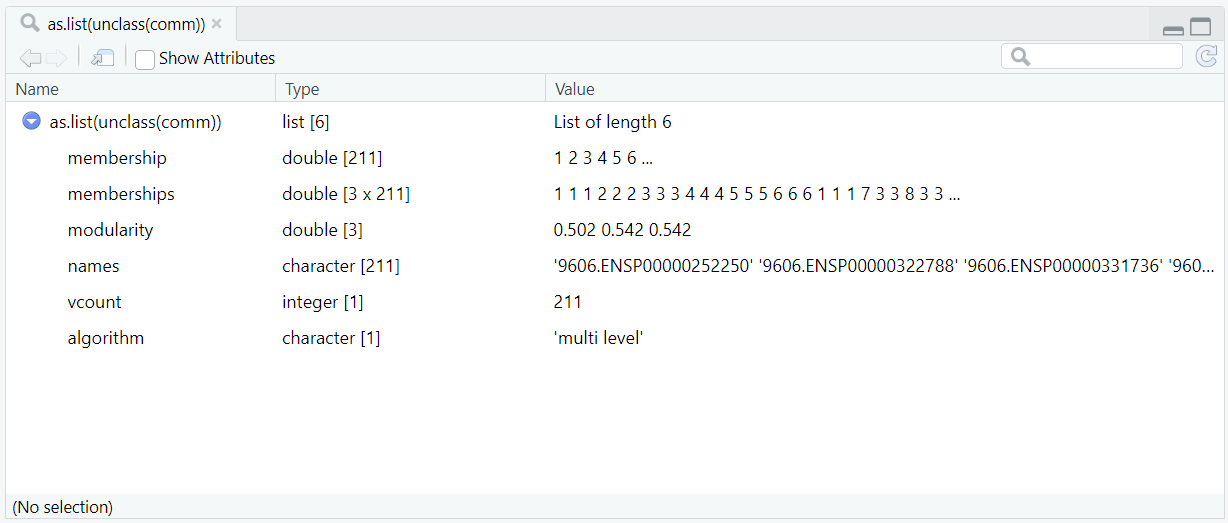 as.list(unclass(comm))
Show Attributes
Name Type Value
as.list(unclass(comm)) list [6] List of length 6
membership double [211] 1 2 3 4 5 6 ...
memberships double [3 x 211] 1 1 1 2 2 2 3 3 3 4 4 4 5 5 5 6 6 6 1 1 1 7 3 3 8 3 3 ...
modularity double [3] 0.502 0.542 0.542
names character [211] '9606.ENSP00000252250' '9606.ENSP00000322788' '9606.ENSP00000331736' '960...
vcount integer [1] 211
algorithm character [1] 'multi level'
(No selection)